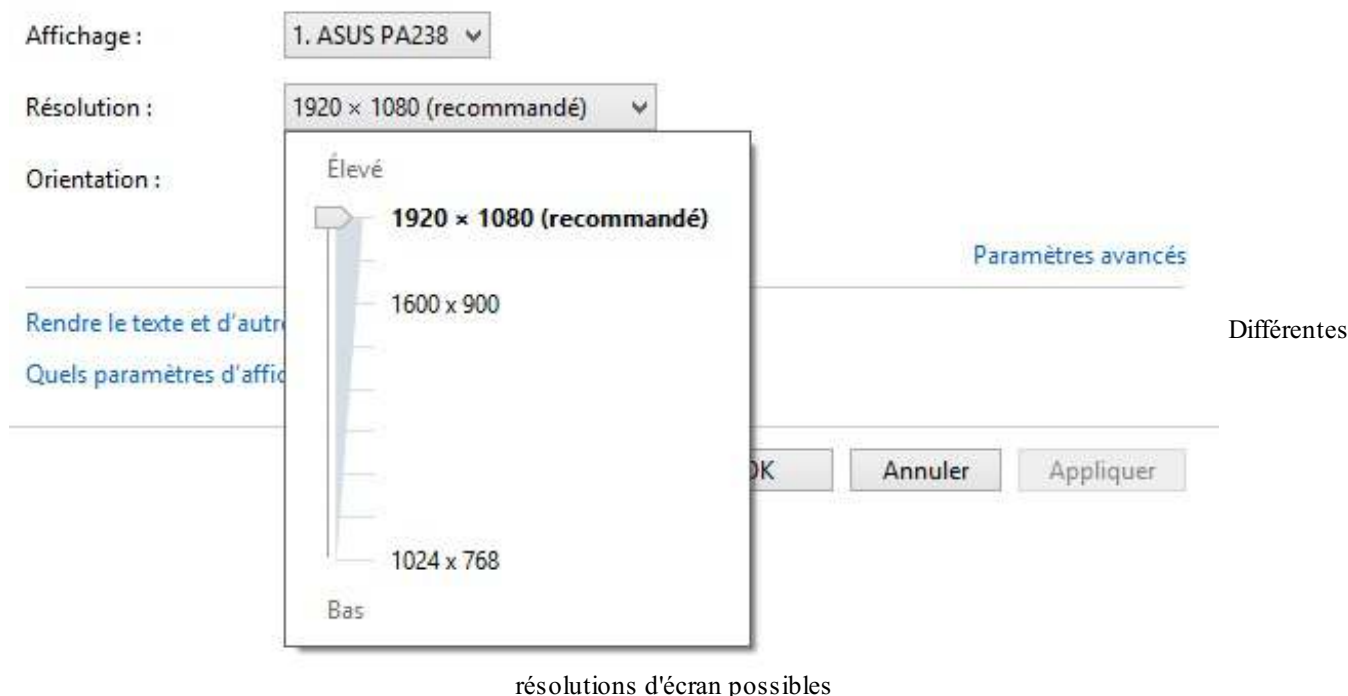 Affichage : 1. ASUS PA238
Résolution : 1920 × 1080 (recommandé)
Élevé
Orientation :
1920 × 1080 (recommandé)
Paramètres avancés
1600 x 900
Rendre le texte et d'autr
Différentes
Quels paramètres d'affic
Annuler Appliquer
1024 x 768
Bas
résolutions d'écran possibles